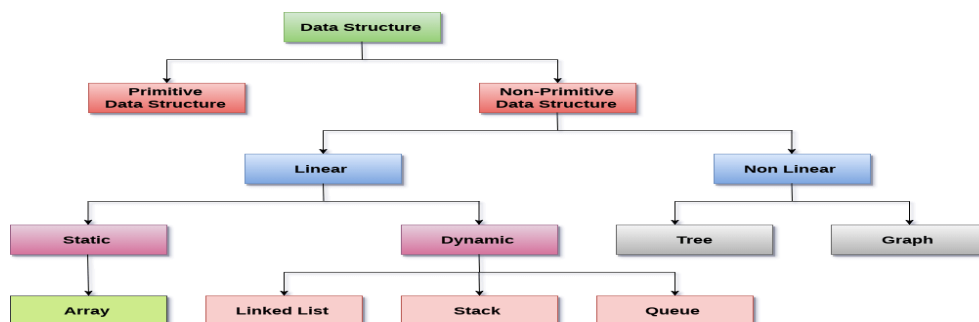 Data Structure
Primitive
Data Structure
Non-Primitive
Data Structure
Linear
Non Linear
Static
Dynamic
Tree
Graph
Array
Linked List
Stack
Queue